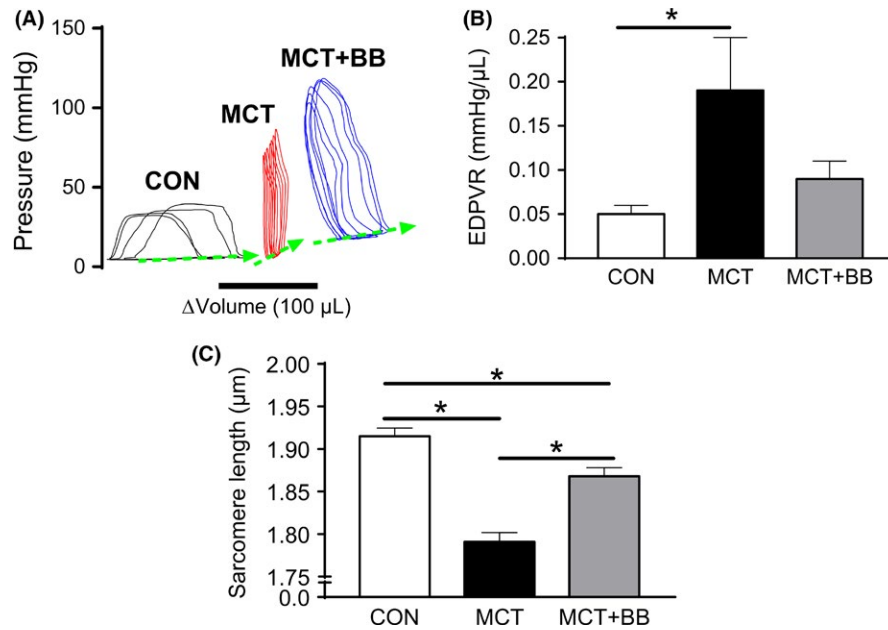 (A)
Pressure (mmHg)
150
100
50
0
CON
MCT
MCT+BB
ΔVolume (100 µL)
(B)
EDPVR (mmHg/µL)
0.25
0.20
0.15
0.10
0.05
0.00
*
CON MCT MCT+BB
(C)
Sarcomere length (µm)
2.00
1.95
1.90
1.85
1.80
1.75
0.0
*
*
*
CON MCT MCT+BB